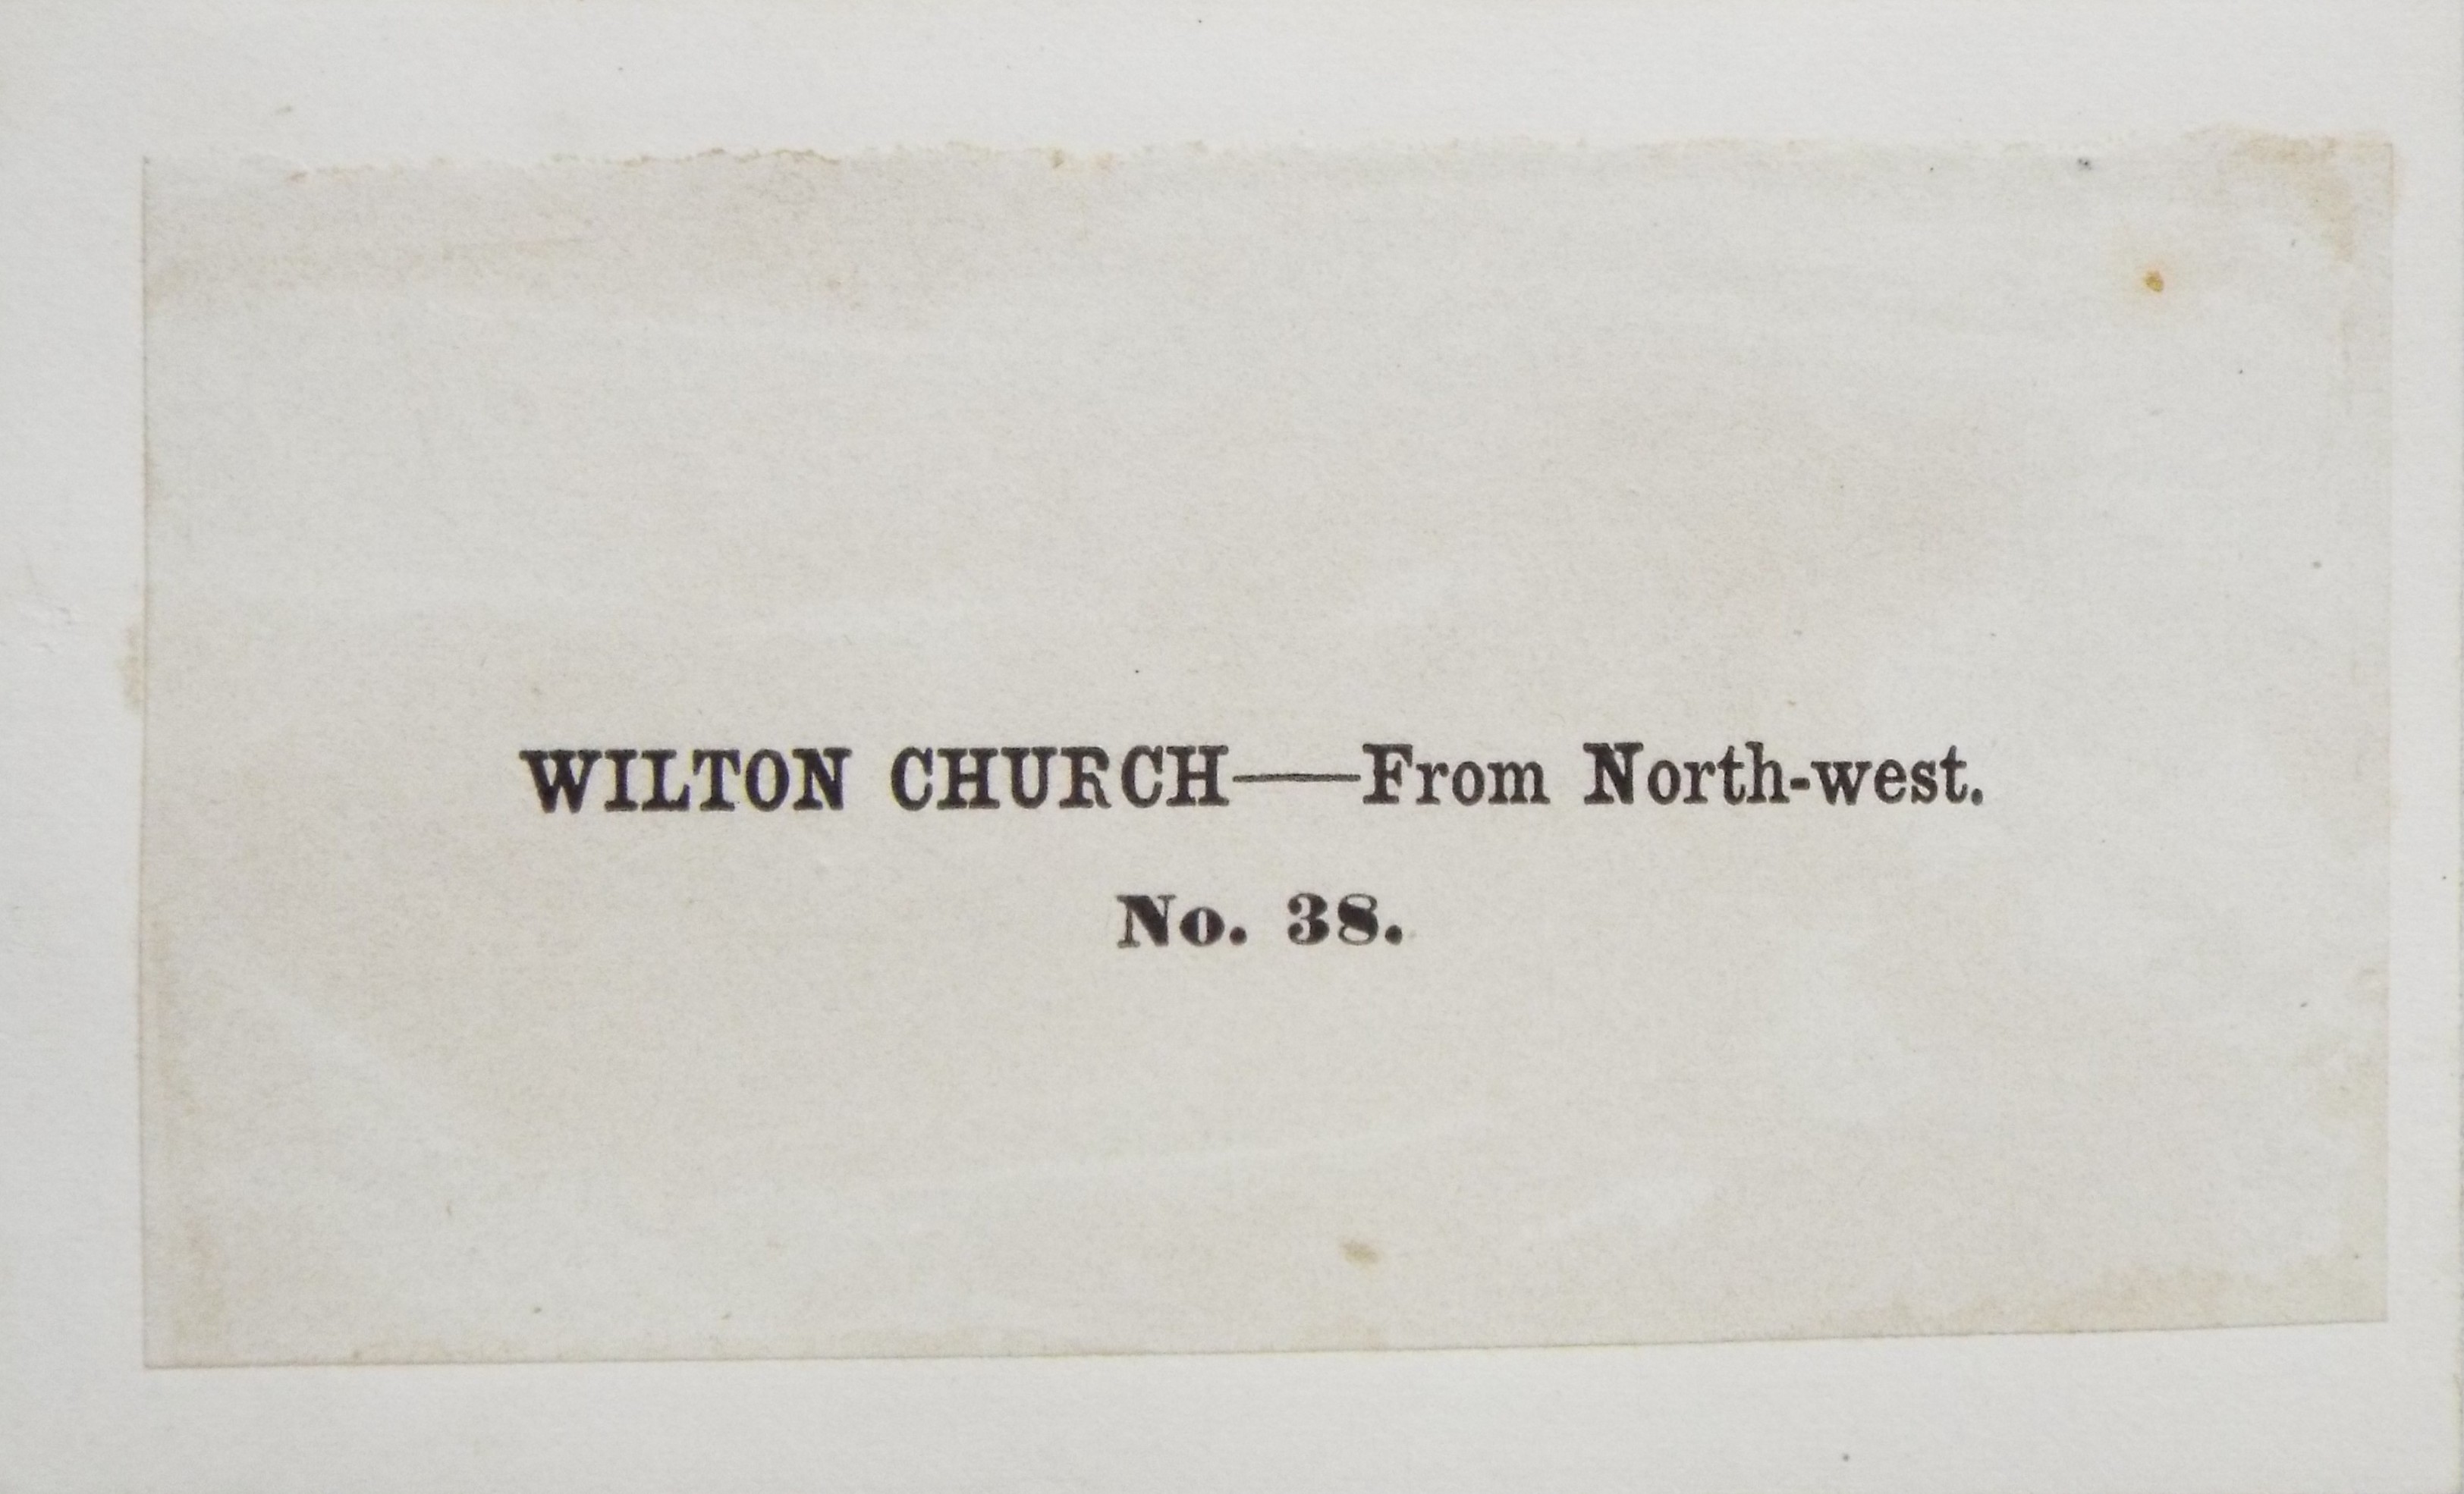 WILTON CHURCH—From North-west.
No. 38.